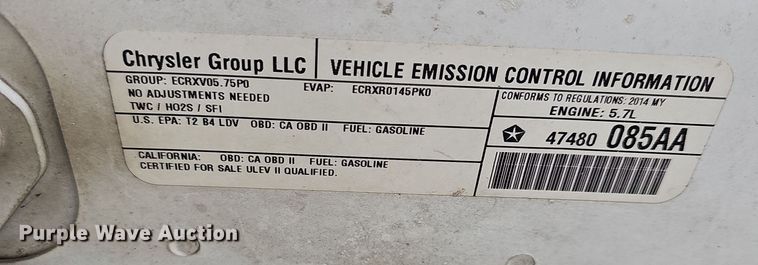 Chrysler Group LLC VEHICLE EMISSION CONTROL INFORMATION
GROUP: ECRXV05.75P0 EVAP: ECRXR0145PK0
NO ADJUSTMENTS NEEDED
TWC / HO2S / SFI
CONFORMS TO REGULATIONS: 2014 MY
ENGINE: 5.7L
U.S. EPA: T2 B4 LDV OBD: CA OBD II FUEL: GASOLINE
47480 085AA
CALIFORNIA: OBD: CA OBD II FUEL: GASOLINE
CERTIFIED FOR SALE ULEV II QUALIFIED.
Purple Wave Auction